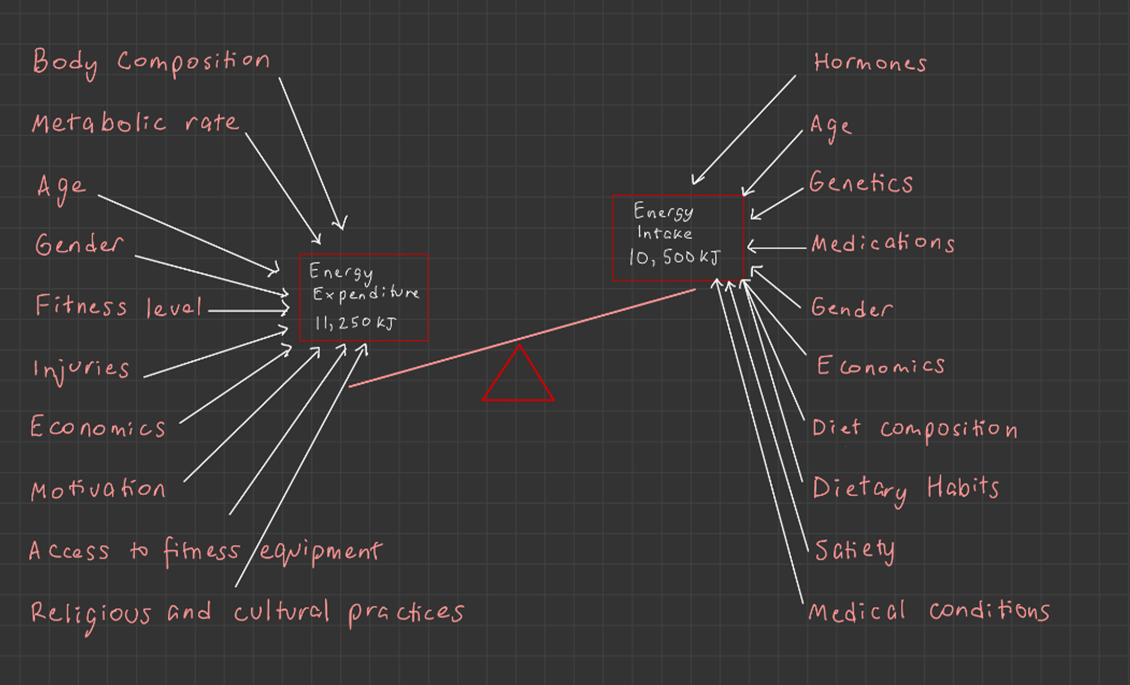 Body Composition
Metabolic rate
Age
Gender
Fitness level
Injuries
Economics
Motivation
Access to fitness equipment
Religious and cultural practices
Energy
Expenditure
11,250 kJ
Energy
Intake
10,500 kJ
Hormones
Age
Genetics
Medications
Gender
Economics
Diet composition
Dietary Habits
Satiety
Medical conditions